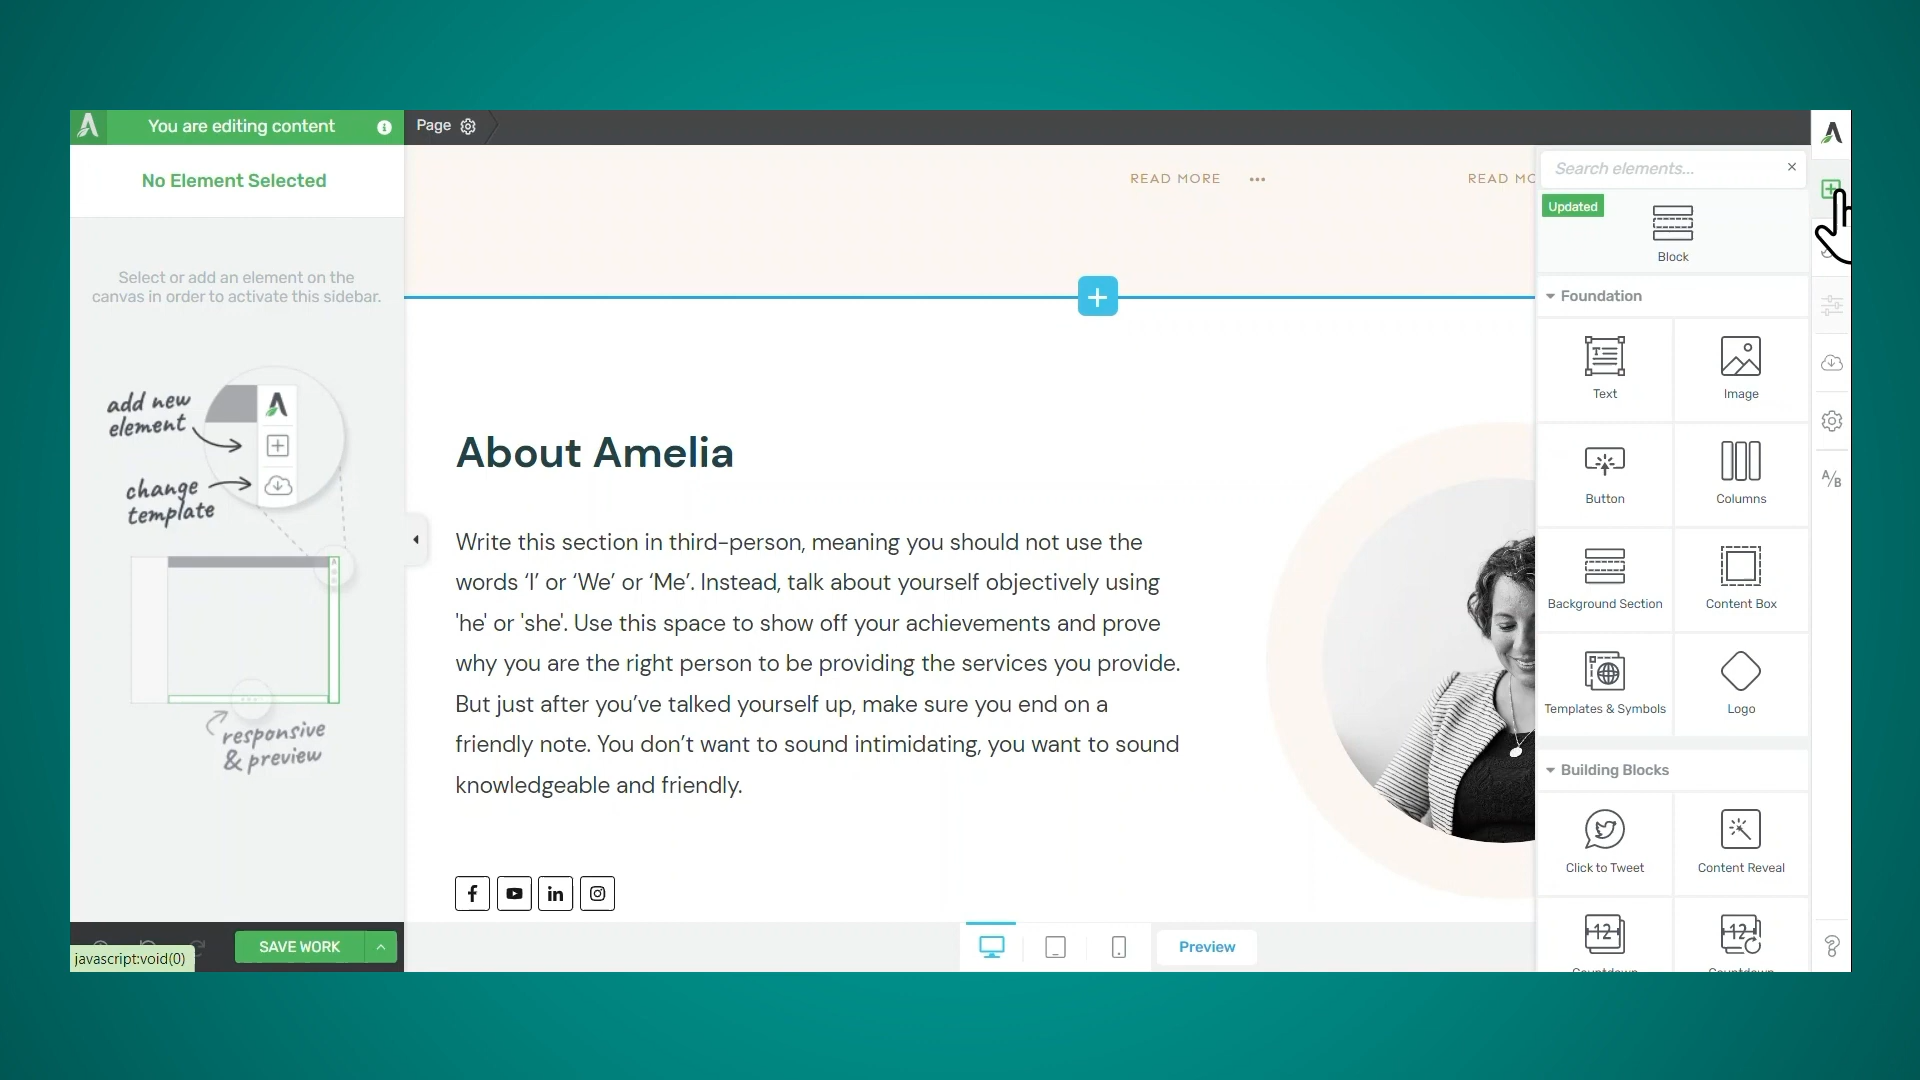 You are editing content
Page
No Element Selected
Select or add an element on the
canvas in order to activate this sidebar.
add new
element
change
template
responsive
& preview
SAVE WORK
javascript:void(0)
READ MORE
READ MO
About Amelia
Write this section in third-person, meaning you should not use the
words ‘I’ or ‘We’ or ‘Me’. Instead, talk about yourself objectively using
'he' or 'she'. Use this space to show off your achievements and prove
why you are the right person to be providing the services you provide.
But just after you’ve talked yourself up, make sure you end on a
friendly note. You don’t want to sound intimidating, you want to sound
knowledgeable and friendly.
Preview
Search elements...
Updated
Block
Foundation
Text
Image
Button
Columns
Background Section
Content Box
Templates & Symbols
Logo
Building Blocks
Click to Tweet
Content Reveal
12
12
Countdown
Countdown
A/B